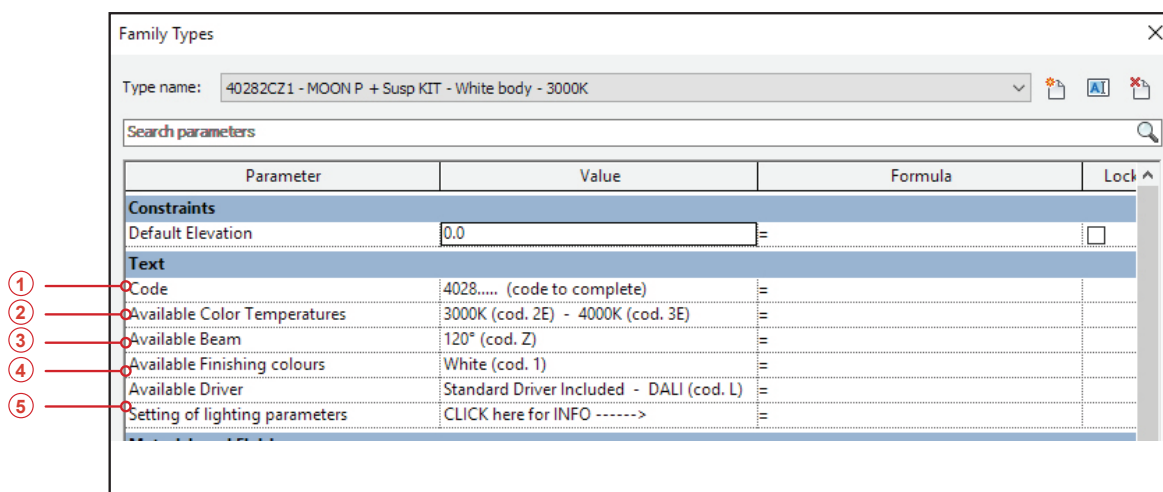 Family Types
Type name: 40282CZ1 - MOON P + Susp KIT - White body - 3000K
Search parameters
Parameter Value Formula Lock
Constraints
Default Elevation 0.0 =
Text
1 Code 4028..... (code to complete) =
2 Available Color Temperatures 3000K (cod. 2E) - 4000K (cod. 3E) =
3 Available Beam 120° (cod. Z) =
4 Available Finishing colours White (cod. 1) =
Available Driver Standard Driver Included - DALI (cod. L) =
5 Setting of lighting parameters CLICK here for INFO ------> =